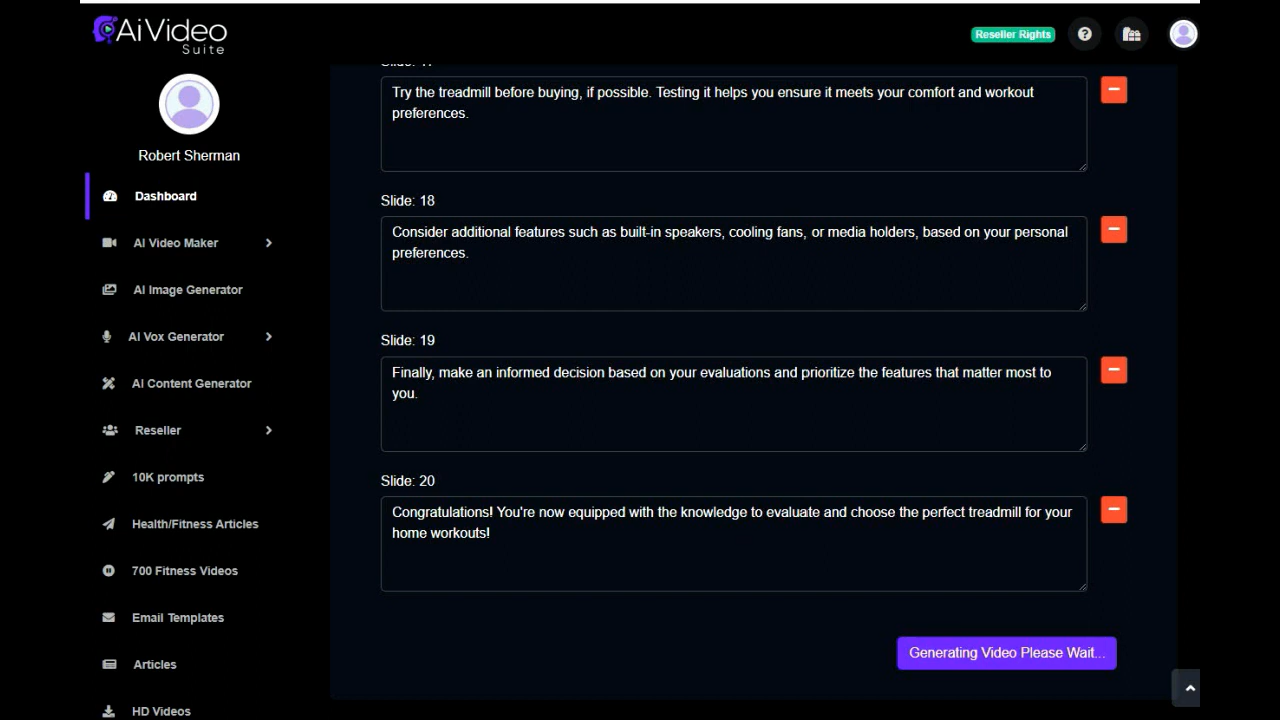 AiVideo
Suite
Reseller Rights
Robert Sherman
Dashboard
AI Video Maker
AI Image Generator
AI Vox Generator
AI Content Generator
Reseller
10K prompts
Health/Fitness Articles
700 Fitness Videos
Email Templates
Articles
HD Videos
Try the treadmill before buying, if possible. Testing it helps you ensure it meets your comfort and workout
preferences.
Slide: 18
Consider additional features such as built-in speakers, cooling fans, or media holders, based on your personal
preferences.
Slide: 19
Finally, make an informed decision based on your evaluations and prioritize the features that matter most to
you.
Slide: 20
Congratulations! You're now equipped with the knowledge to evaluate and choose the perfect treadmill for your
home workouts!
Generating Video Please Wait...